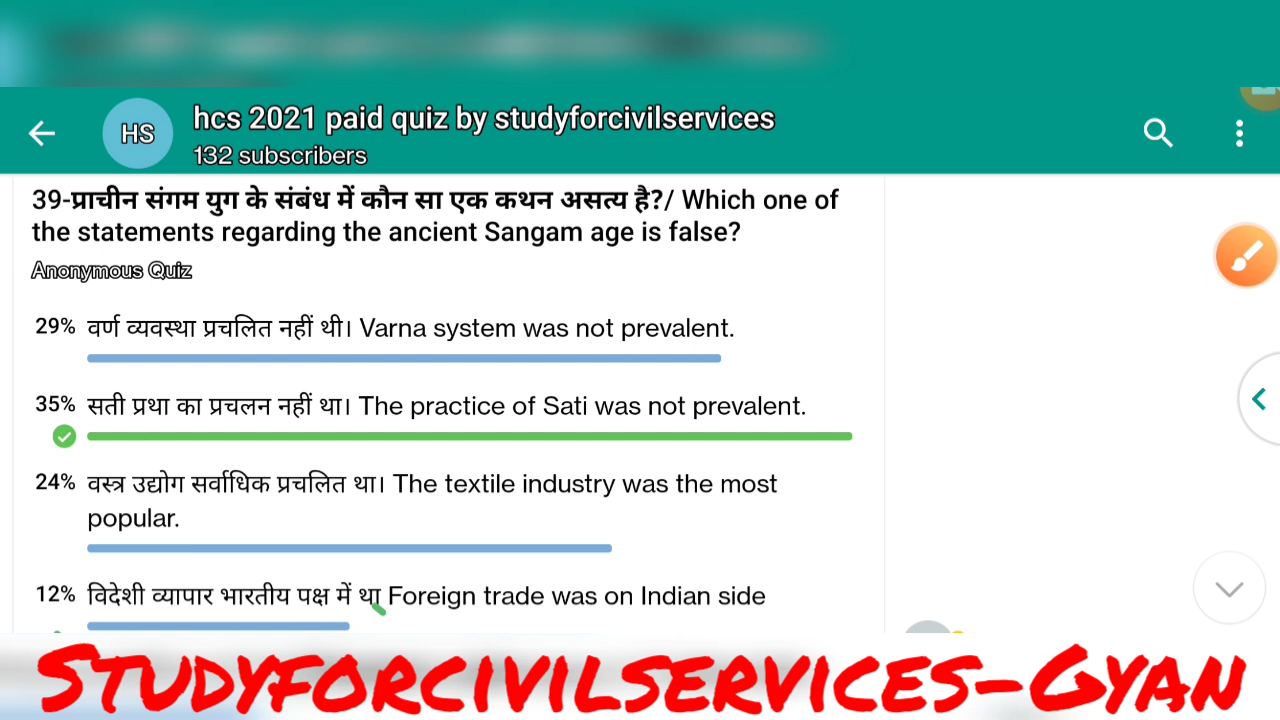 HS
hcs 2021 paid quiz by studyforcivilservices
132 subscribers
39-प्राचीन संगम युग के संबंध में कौन सा एक कथन असत्य है?/ Which one of
the statements regarding the ancient Sangam age is false?
Anonymous Quiz
29% वर्ण व्यवस्था प्रचलित नहीं थी। Varna system was not prevalent.
35% सती प्रथा का प्रचलन नहीं था। The practice of Sati was not prevalent.
24% वस्त्र उद्योग सर्वाधिक प्रचलित था। The textile industry was the most
popular.
12% विदेशी व्यापार भारतीय पक्ष में था Foreign trade was on Indian side
Studyforcivilservices-Gyan